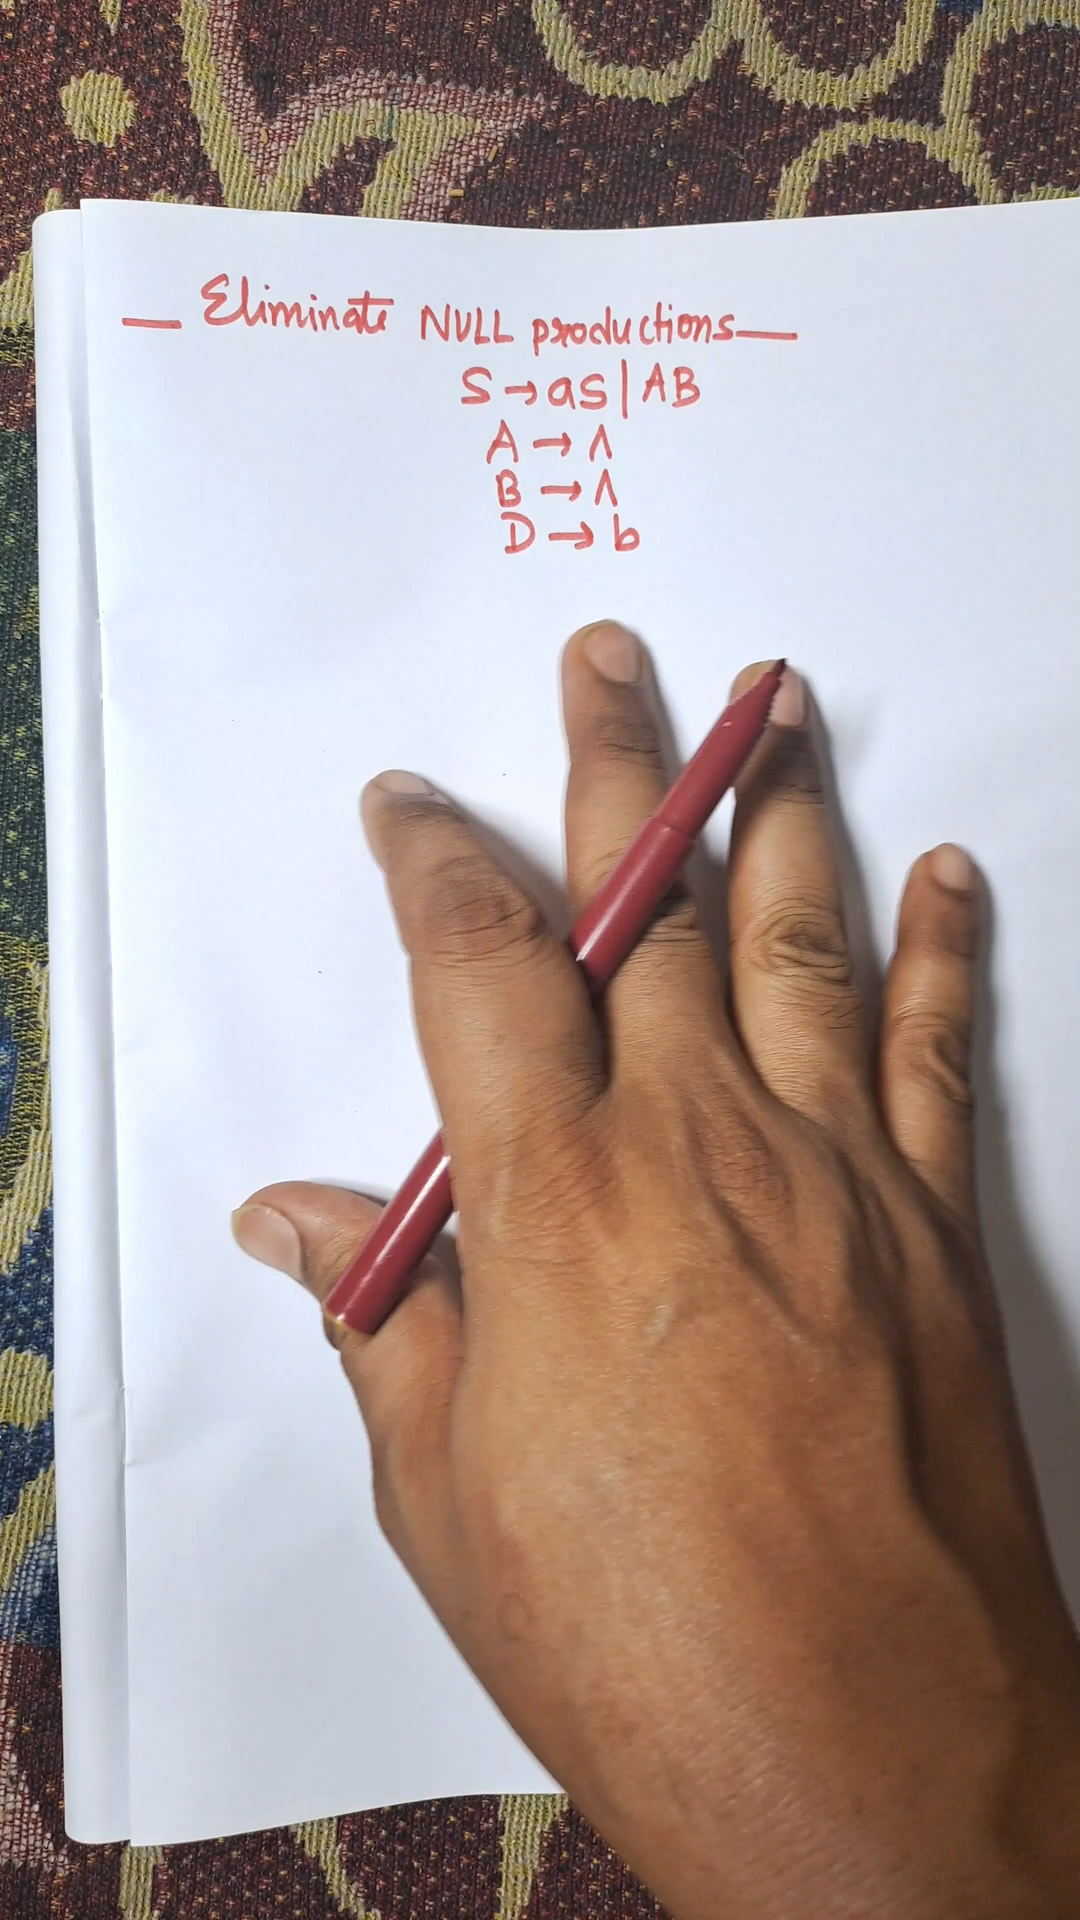 Eliminate NULL productions
S → aS | AB
A → Λ
B → Λ
D → b